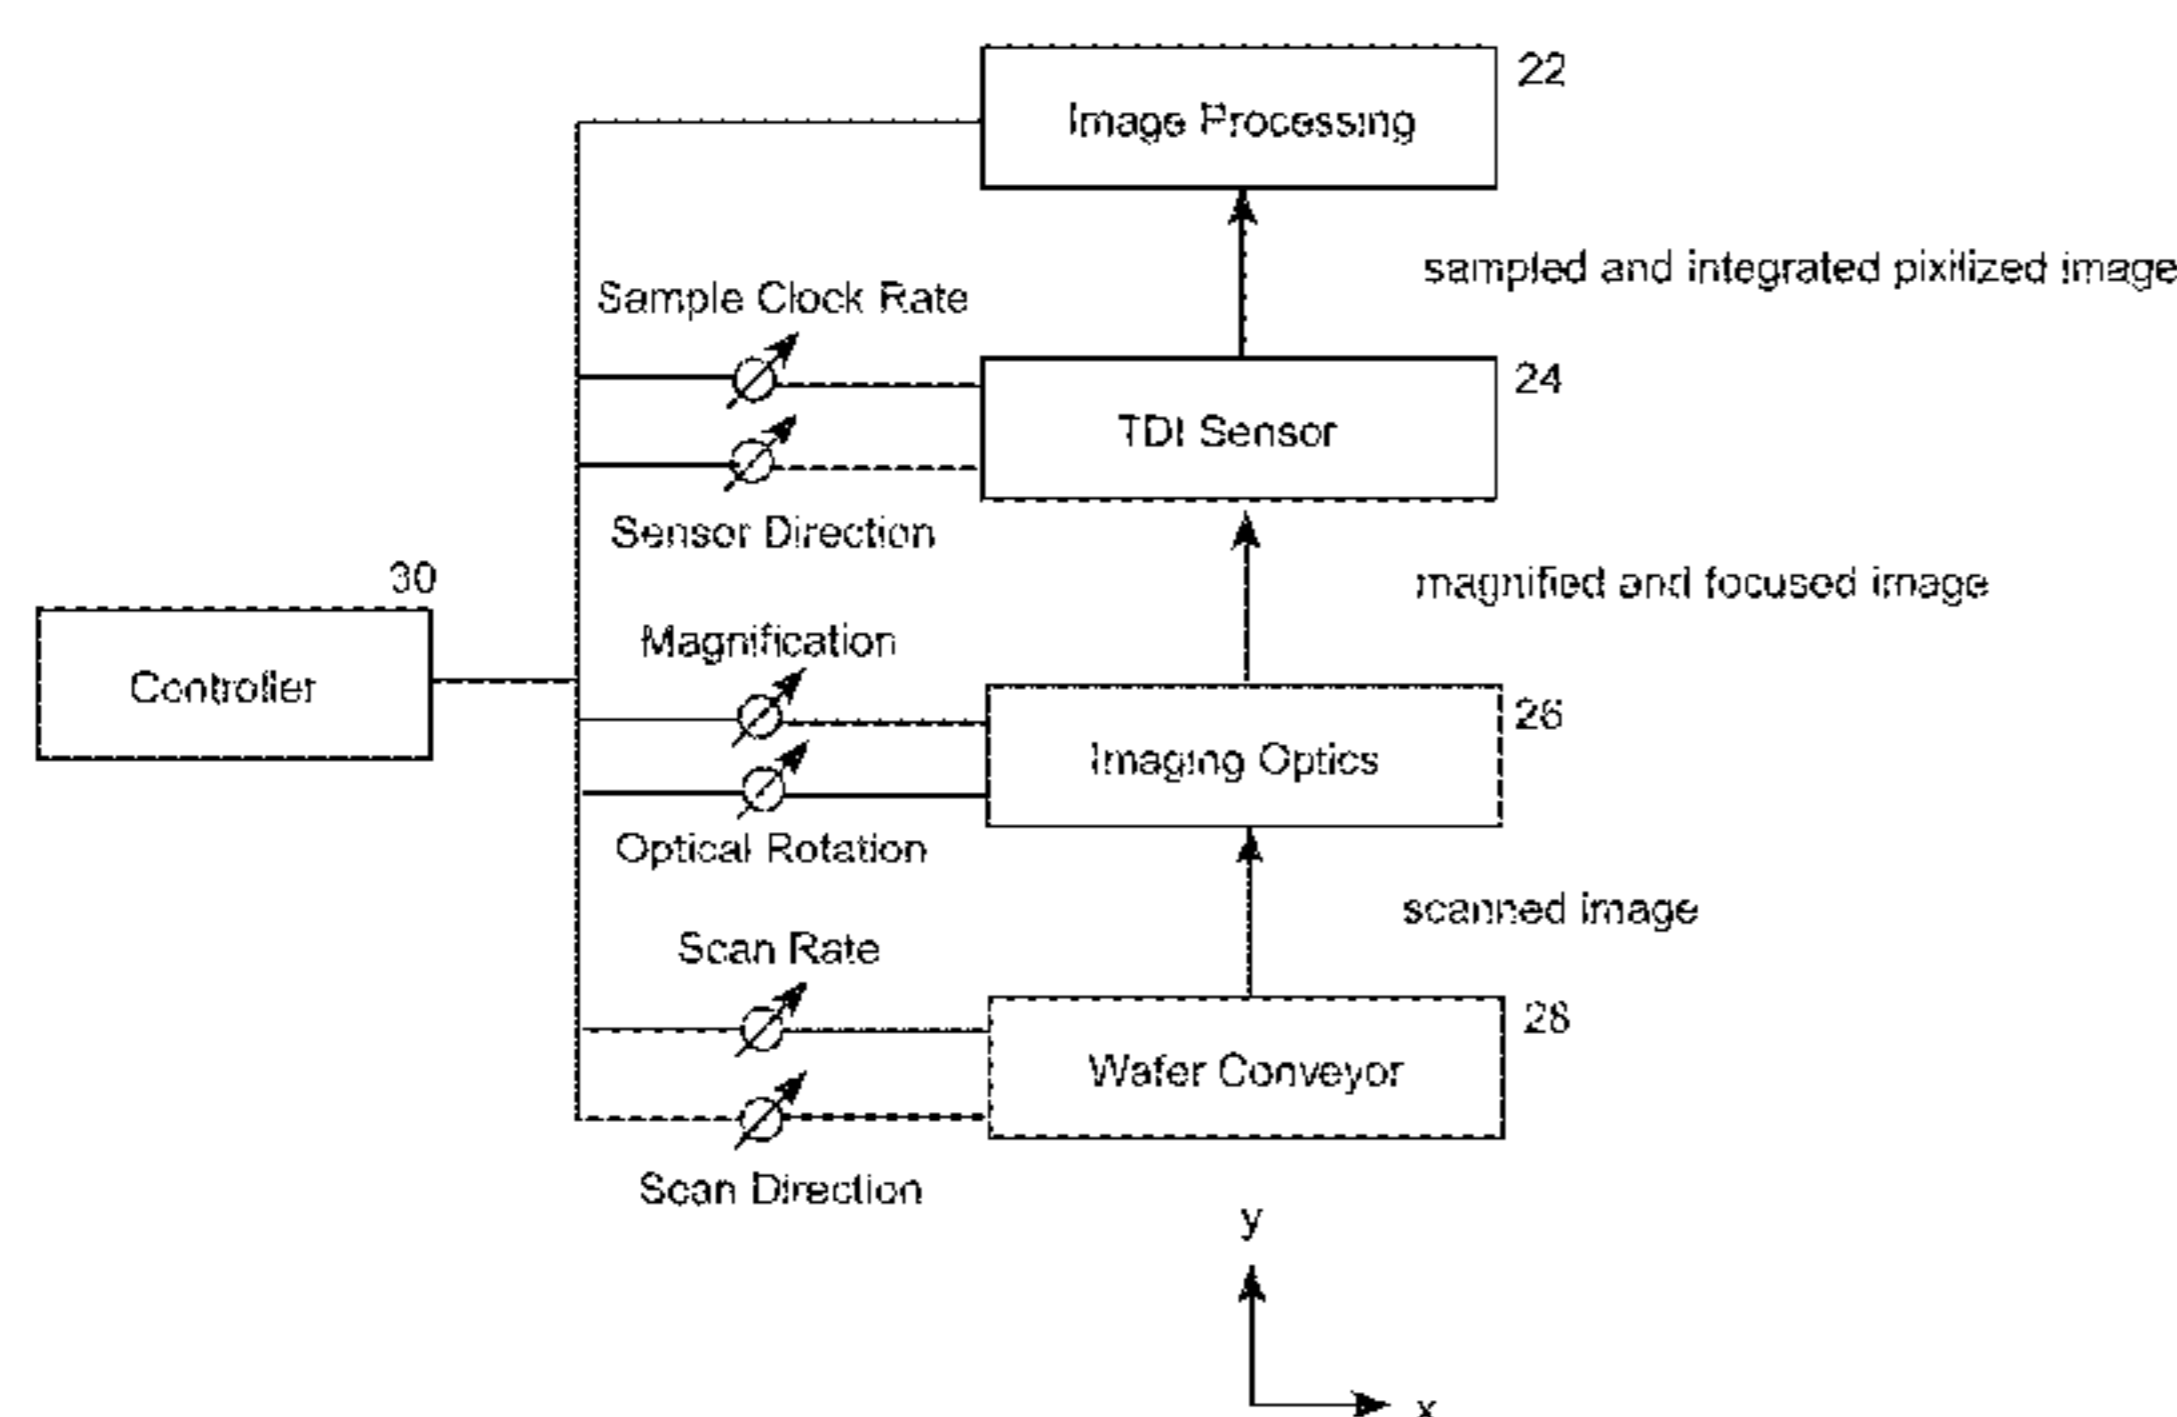 22
Image Processing
sampled and integrated pixilized image
Sample Clock Rate
24
TDI Sensor
Sensor Direction
30
magnified and focused image
Magnification
Controller
26
Imaging Optics
Optical Rotation
scanned image
Scan Rate
28
Wafer Conveyor
Scan Direction
y
x